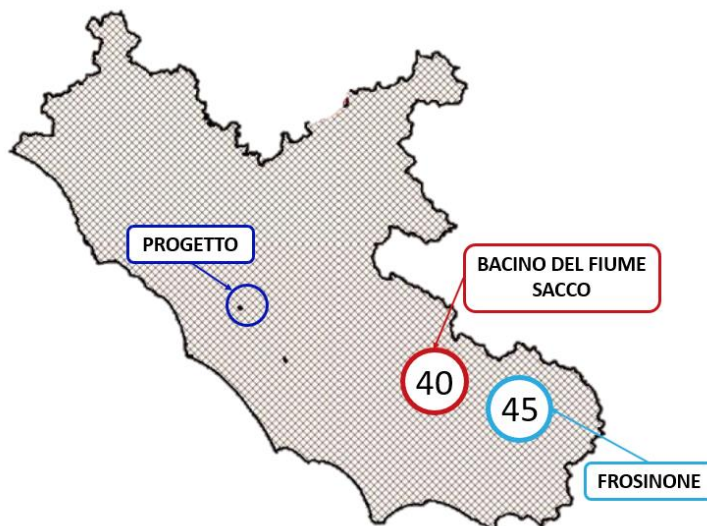 PROGETTO
BACINO DEL FIUME
SACCO
40
45
FROSINONE